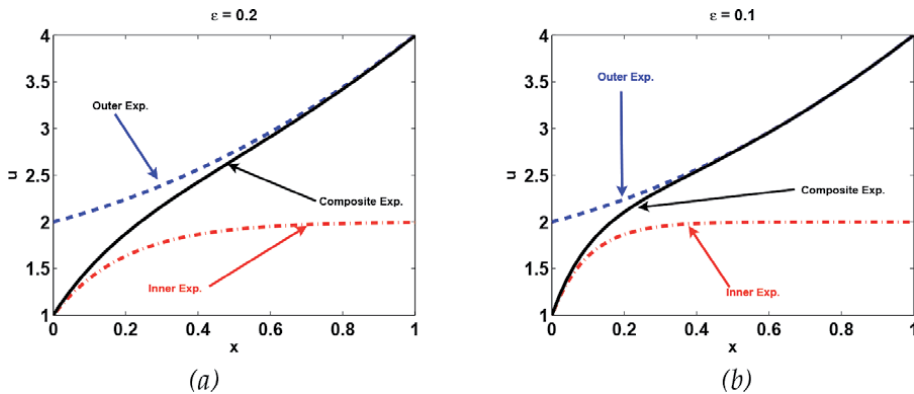 ε = 0.2
4
3.5
3
2.5
2
1.5
1
0
0.2
0.4
0.6
0.8
1
u
x
Outer Exp.
Composite Exp.
Inner Exp.
(a)
ε = 0.1
4
3.5
3
2.5
2
1.5
1
0
0.2
0.4
0.6
0.8
1
u
x
Outer Exp.
Composite Exp.
Inner Exp.
(b)